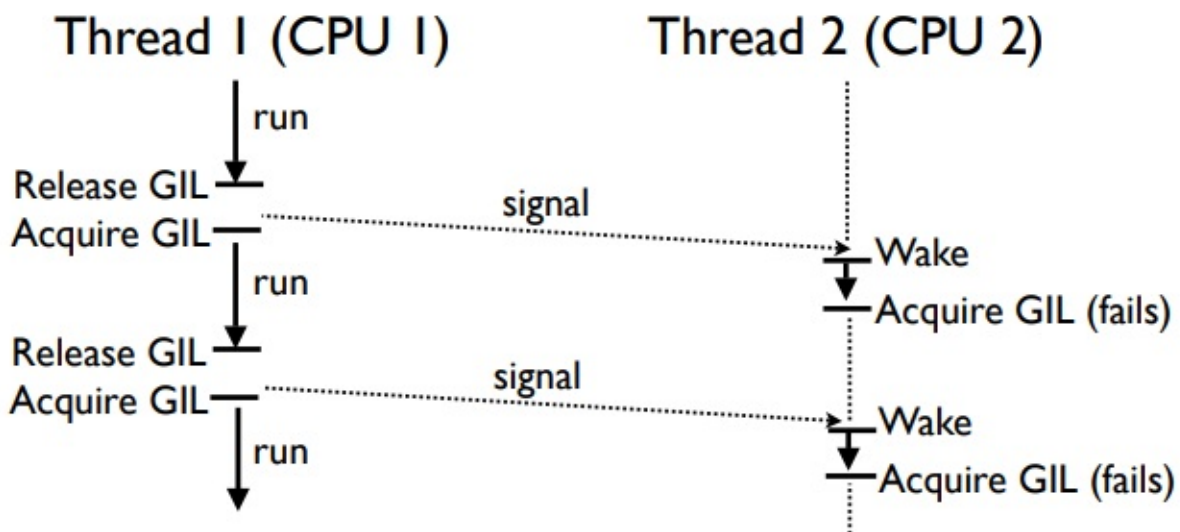 Thread 1 (CPU 1)
Thread 2 (CPU 2)
run
Release GIL
signal
Acquire GIL
Wake
run
Acquire GIL (fails)
Release GIL
signal
Acquire GIL
Wake
run
Acquire GIL (fails)